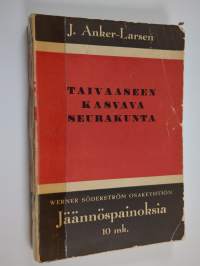 J. Anker-Larsen
TAIVAASEEN
KASVAVA
SEURAKUNTA
WERNER SÖDERSTRÖM OSAKEYHTIÖN
Jäännöspainoksia
10 mk.